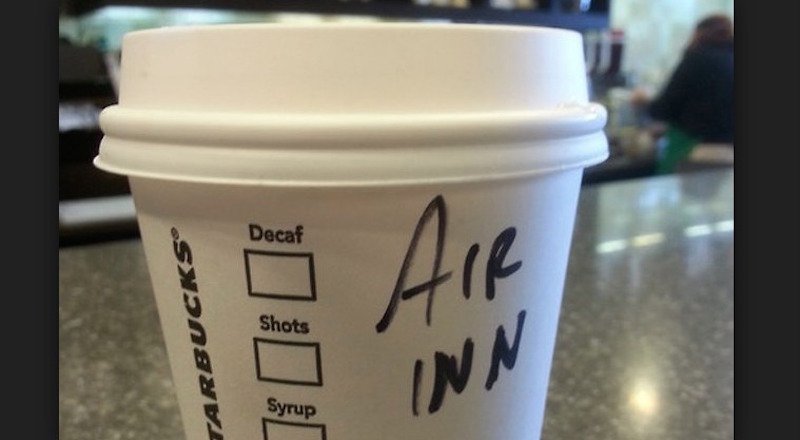 STARBUCKS®
Decaf
Shots
Syrup
AIR
INN